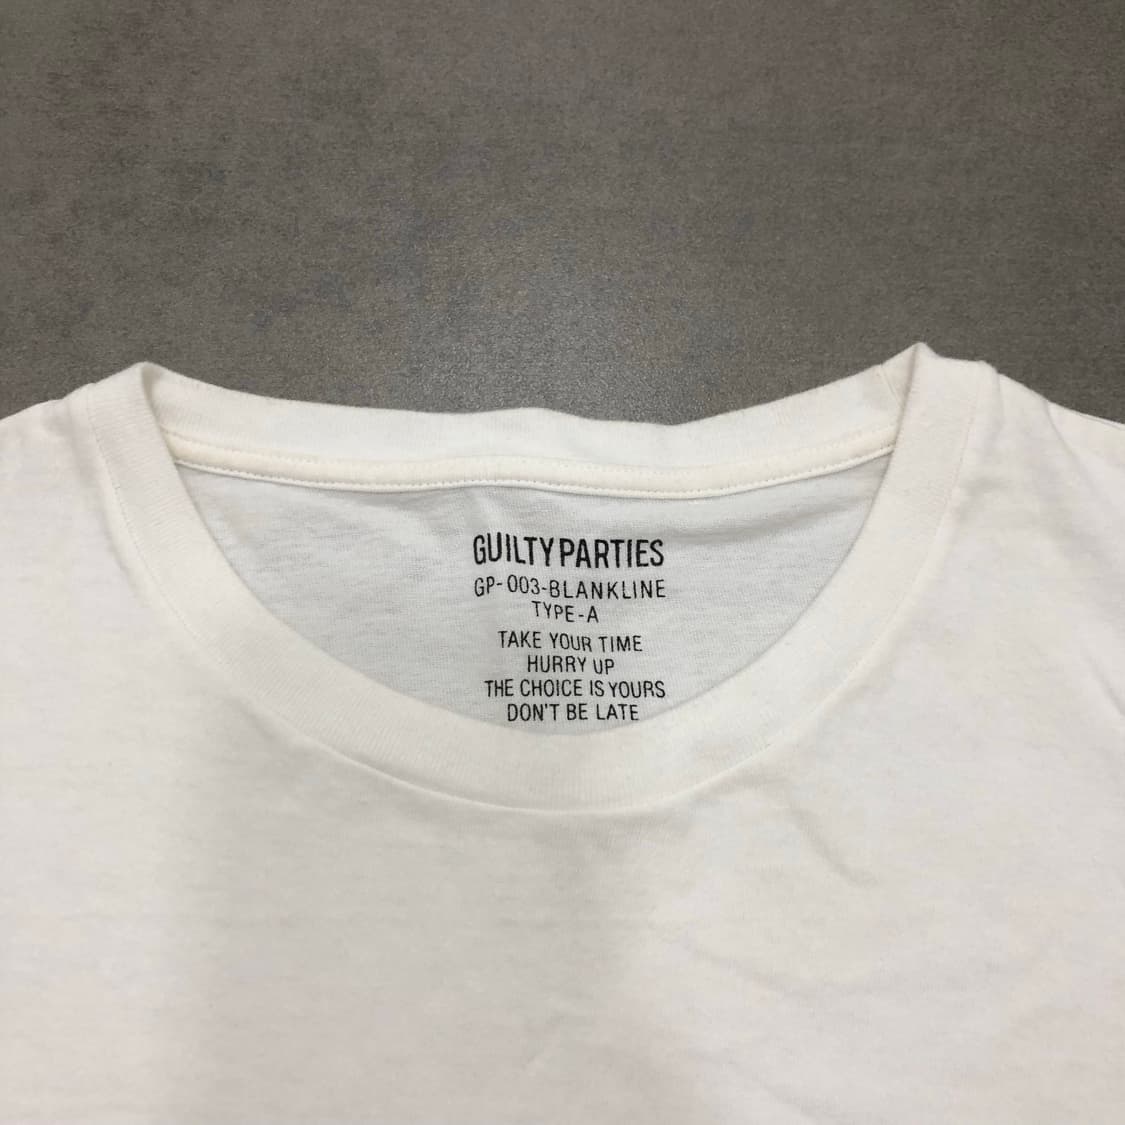 GUILTY PARTIES
GP-003-BLANKLINE
TYPE-A
TAKE YOUR TIME
HURRY UP
THE CHOICE IS YOURS
DON'T BE LATE